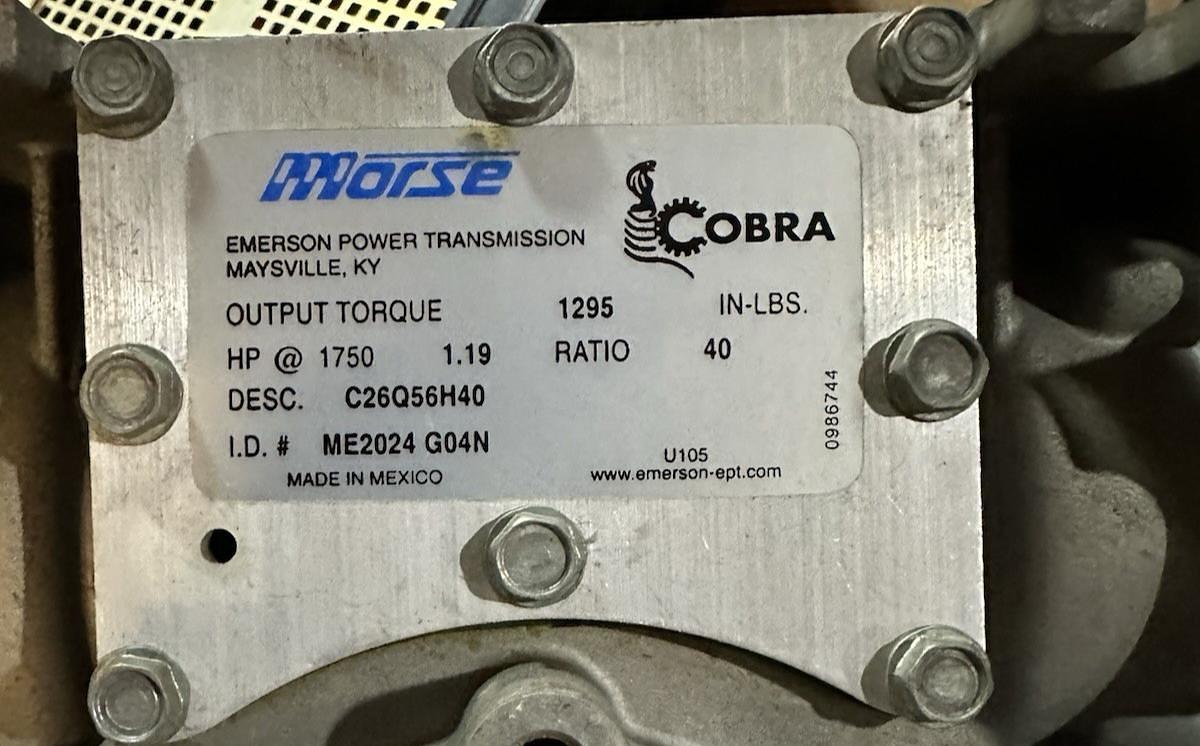 Morse
COBRA
EMERSON POWER TRANSMISSION
MAYSVILLE, KY
OUTPUT TORQUE 1295 IN-LBS.
HP @ 1750 1.19 RATIO 40
DESC. C26Q56H40
I.D. # ME2024 G04N
MADE IN MEXICO
U105
www.emerson-ept.com
0986744